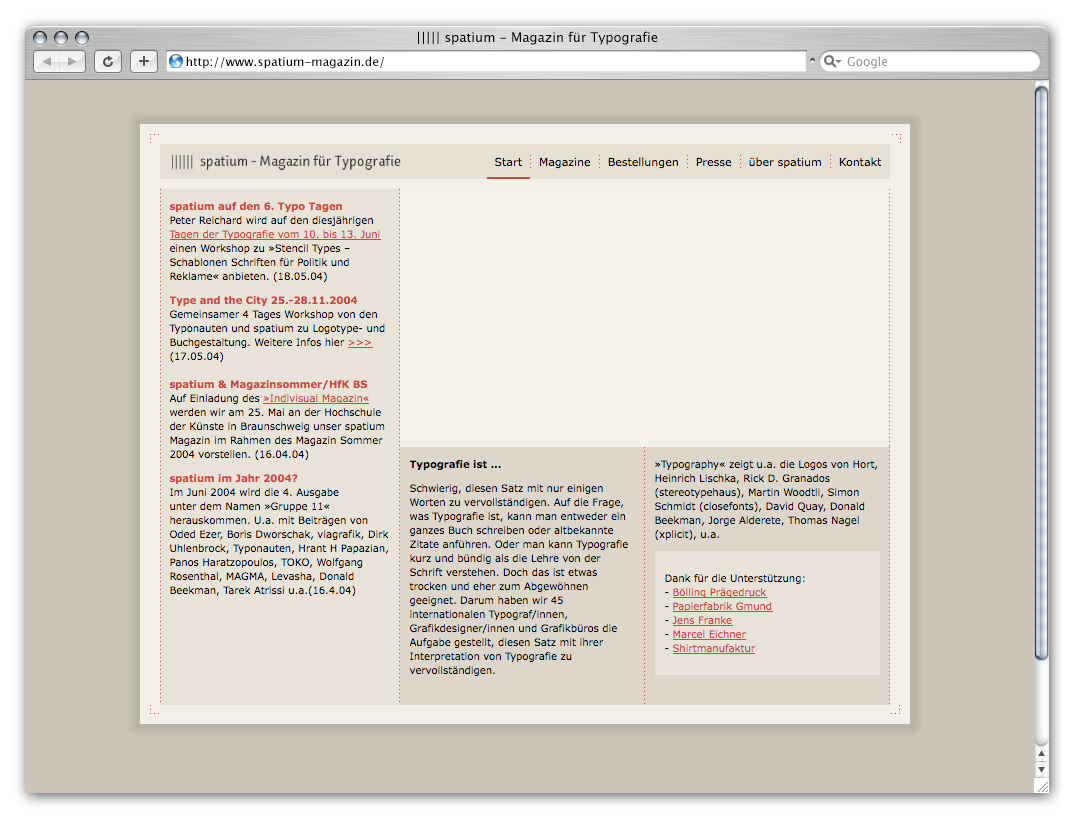 ||||| spatium – Magazin für Typografie
http://www.spatium-magazin.de/
Google
|||||| spatium - Magazin für Typografie
Start
Magazine
Bestellungen
Presse
über spatium
Kontakt
spatium auf den 6. Typo Tagen
Peter Reichard wird auf den diesjährigen
Tagen der Typografie vom 10. bis 13. Juni
einen Workshop zu »Stencil Types –
Schablonen Schriften für Politik und
Reklame« anbieten. (18.05.04)
Type and the City 25.-28.11.2004
Gemeinsamer 4 Tages Workshop von den
Typonauten und spatium zu Logotype- und
Buchgestaltung. Weitere Infos hier >>>
(17.05.04)
spatium & Magazinsommer/HfK BS
Auf Einladung des »Indivisual Magazin«
werden wir am 25. Mai an der Hochschule
der Künste in Braunschweig unser spatium
Magazin im Rahmen des Magazin Sommer
2004 vorstellen. (16.04.04)
spatium im Jahr 2004?
Im Juni 2004 wird die 4. Ausgabe
unter dem Namen »Gruppe 11«
herauskommen. U.a. mit Beiträgen von
Oded Ezer, Boris Dworschak, viagrafik, Dirk
Uhlenbrock, Typonauten, Hrant H Papazian,
Panos Haratzopoulos, TOKO, Wolfgang
Rosenthal, MAGMA, Levasha, Donald
Beekman, Tarek Atrissi u.a.(16.4.04)
Typografie ist ...
Schwierig, diesen Satz mit nur einigen
Worten zu vervollständigen. Auf die Frage,
was Typografie ist, kann man entweder ein
ganzes Buch schreiben oder altbekannte
Zitate anführen. Oder man kann Typografie
kurz und bündig als die Lehre von der
Schrift verstehen. Doch das ist etwas
trocken und eher zum Abgewöhnen
geeignet. Darum haben wir 45
internationalen Typograf/innen,
Grafikdesigner/innen und Grafikbüros die
Aufgabe gestellt, diesen Satz mit ihrer
Interpretation von Typografie zu
vervollständigen.
»Typography« zeigt u.a. die Logos von Hort,
Heinrich Lischka, Rick D. Granados
(stereotypehaus), Martin Woodtli, Simon
Schmidt (closefonts), David Quay, Donald
Beekman, Jorge Alderete, Thomas Nagel
(xplicit), u.a.
Dank für die Unterstützung:
- Bölling Prägedruck
- Papierfabrik Gmund
- Jens Franke
- Marcel Eichner
- Shirtmanufaktur